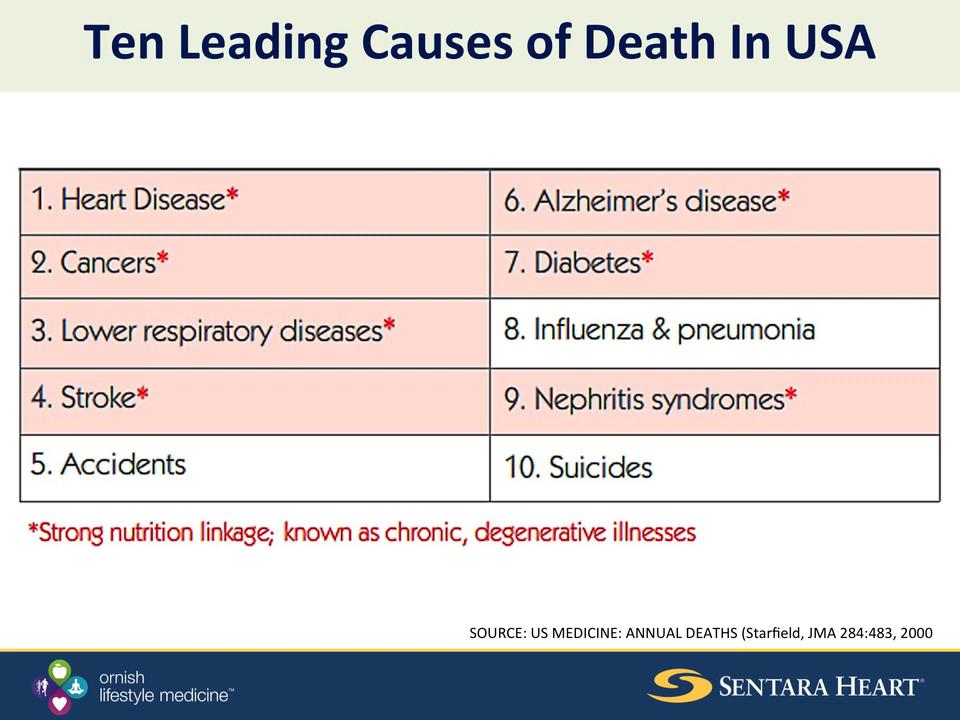 Ten Leading Causes of Death In USA
1. Heart Disease*
6. Alzheimer's disease*
2. Cancers*
7. Diabetes*
3. Lower respiratory diseases*
8. Influenza & pneumonia
4. Stroke*
9. Nephritis syndromes*
5. Accidents
10. Suicides
*Strong nutrition linkage; known as chronic, degenerative illnesses
SOURCE: US MEDICINE: ANNUAL DEATHS (Starfield, JMA 284:483, 2000
ornish
lifestyle medicine™
SENTARA HEART®